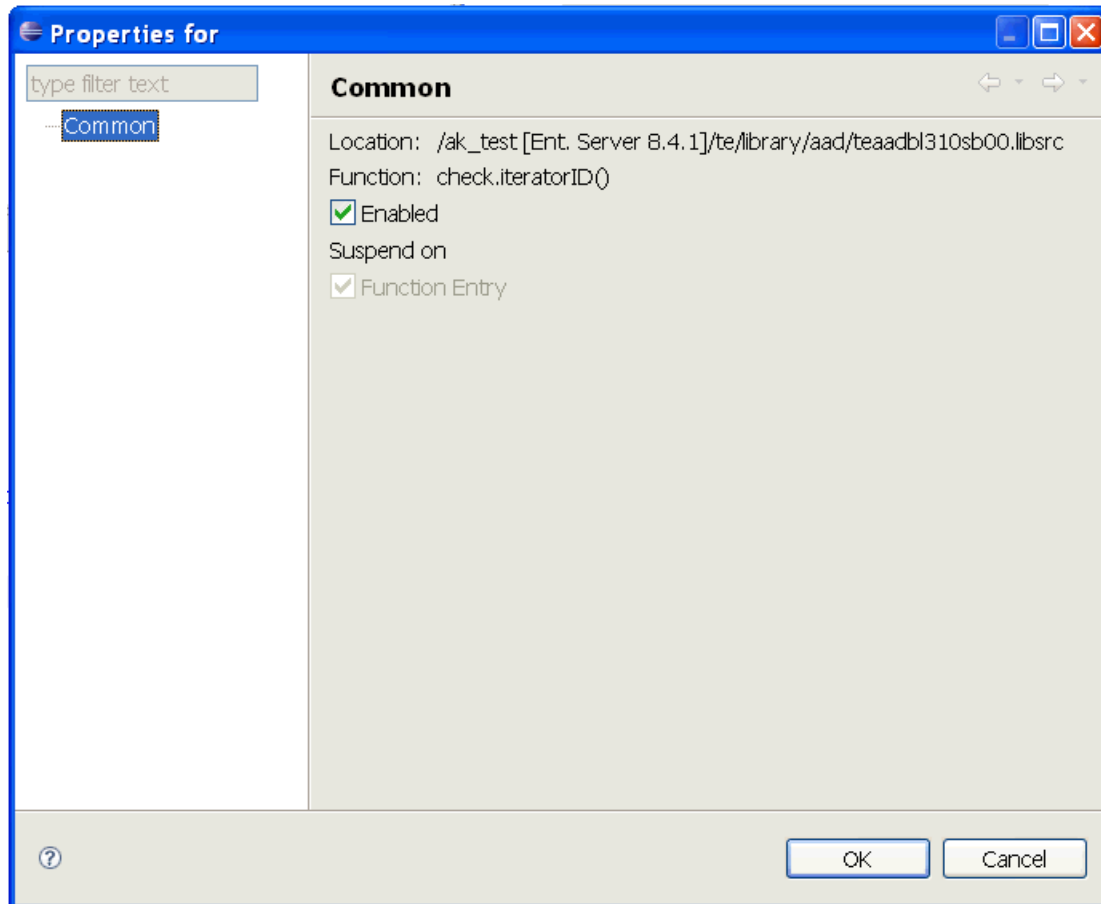 Properties for
type filter text
Common
Common
Location: /ak_test [Ent. Server 8.4.1]/te/library/aad/teaadbl310sb00.libsrc
Function: check.iteratorID()
Enabled
Suspend on
Function Entry
OK
Cancel